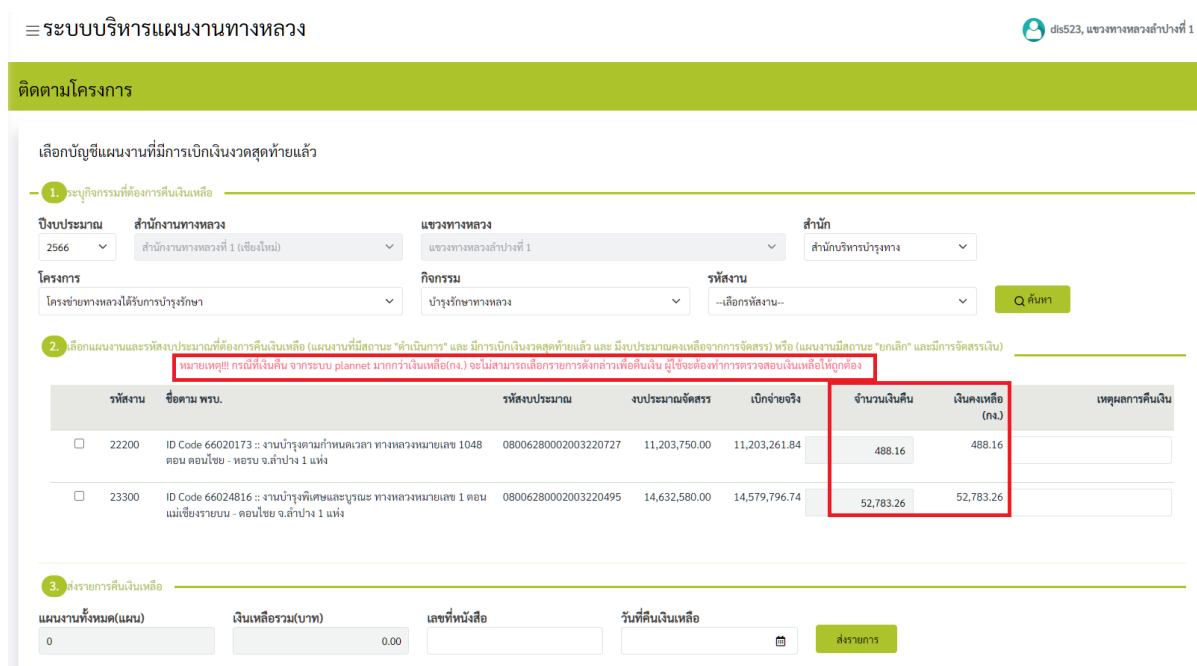 ระบบบริหารแผนงานทางหลวง
dis523, แขวงทางหลวงลำปางที่ 1
ติดตามโครงการ
เลือกบัญชีแผนงานที่มีการเบิกเงินงวดสุดท้ายแล้ว
1. ระบุกิจกรรมที่ต้องการคืนเงินเหลือ
ปีงบประมาณ สำนักงานทางหลวง แขวงทางหลวง สำนัก
2566 สำนักงานทางหลวงที่ 1 (เชียงใหม่) แขวงทางหลวงลำปางที่ 1 สำนักบริหารบำรุงทาง
โครงการ กิจกรรม รหัสงาน
โครงข่ายทางหลวงได้รับการบำรุงรักษา บำรุงรักษาทางหลวง --เลือกรหัสงาน-- ค้นหา
2. เลือกแผนงานและรหัสงบประมาณที่ต้องการคืนเงินเหลือ (แผนงานที่มีสถานะ "ดำเนินการ" และ มีการเบิกเงินงวดสุดท้ายแล้ว และ มีงบประมาณคงเหลือจากการจัดสรร) หรือ (แผนงานมีสถานะ "ยกเลิก" และมีการจัดสรรเงิน)
หมายเหตุ!!! กรณีที่เงินคืน จากระบบ plannet มากกว่าเงินเหลือ(กง.) จะไม่สามารถเลือกรายการดังกล่าวเพื่อคืนเงิน ผู้ใช้จะต้องทำการตรวจสอบเงินเหลือให้ถูกต้อง
รหัสงาน ชื่อตาม พรบ. รหัสงบประมาณ งบประมาณจัดสรร เบิกจ่ายจริง จำนวนเงินคืน เงินคงเหลือ เหตุผลการคืนเงิน
(กง.)
22200 ID Code 66020173 :: งานบำรุงตามกำหนดเวลา ทางหลวงหมายเลข 1048 08006280002003220727 11,203,750.00 11,203,261.84 488.16 488.16
ตอน ดอนไชย - หอรบ จ.ลำปาง 1 แห่ง
23300 ID Code 66024816 :: งานบำรุงพิเศษและบูรณะ ทางหลวงหมายเลข 1 ตอน 08006280002003220495 14,632,580.00 14,579,796.74 52,783.26 52,783.26
แม่เชียงรายบน - ดอนไชย จ.ลำปาง 1 แห่ง
3. ส่งรายการคืนเงินเหลือ
แผนงานทั้งหมด(แผน) เงินเหลือรวม(บาท) เลขที่หนังสือ วันที่คืนเงินเหลือ
0 0.00 ส่งรายการ